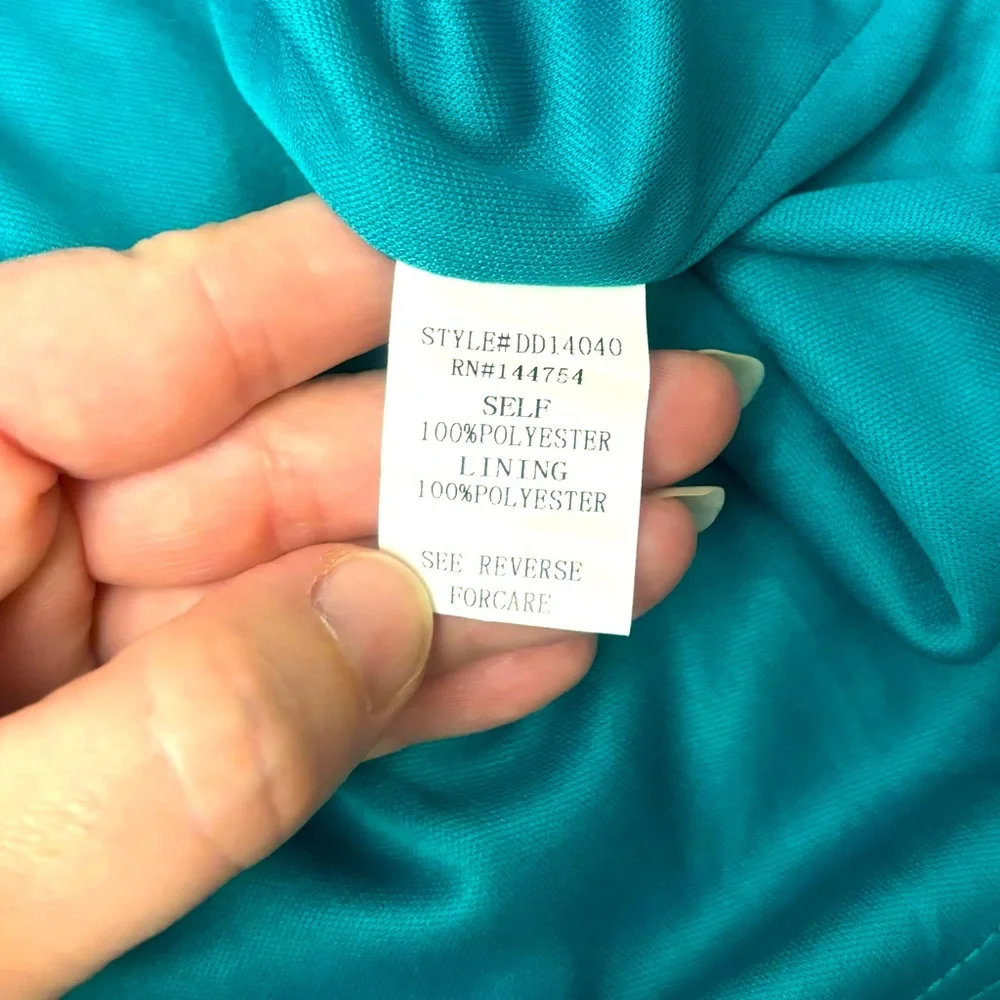 STYLE#DD14040
RN#144754
SELF
100%POLYESTER
LINING
100%POLYESTER
SEE REVERSE
FORCARE